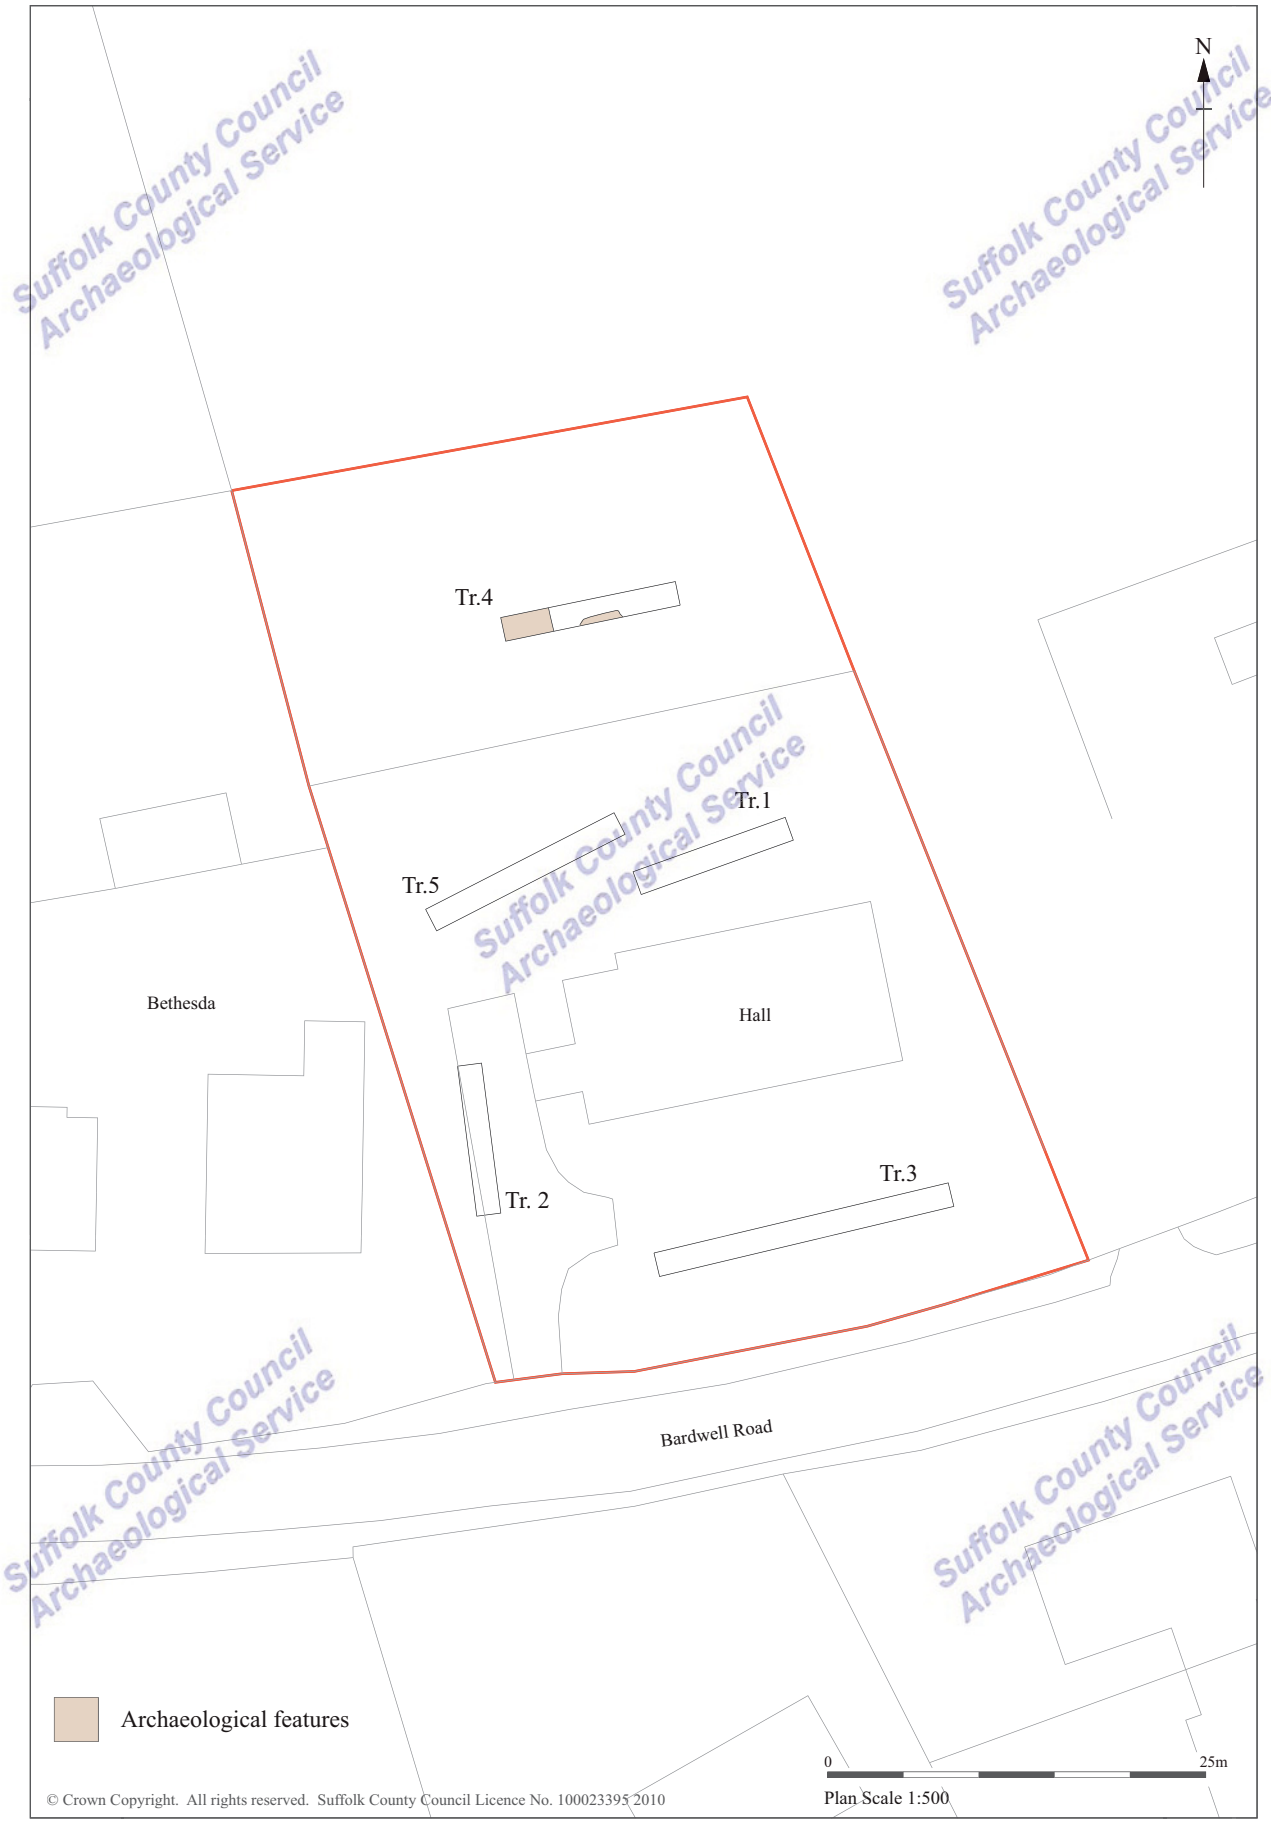 N
Suffolk County Council
Archaeological Service
Suffolk County Council
Archaeological Service
Tr.4
Suffolk County Council
Archaeological Service
Tr.1
Tr.5
Bethesda
Hall
Tr.3
Tr. 2
Suffolk County Council
Archaeological Service
Bardwell Road
Suffolk County Council
Archaeological Service
Archaeological features
0 25m
Plan Scale 1:500
© Crown Copyright. All rights reserved. Suffolk County Council Licence No. 100023395 2010